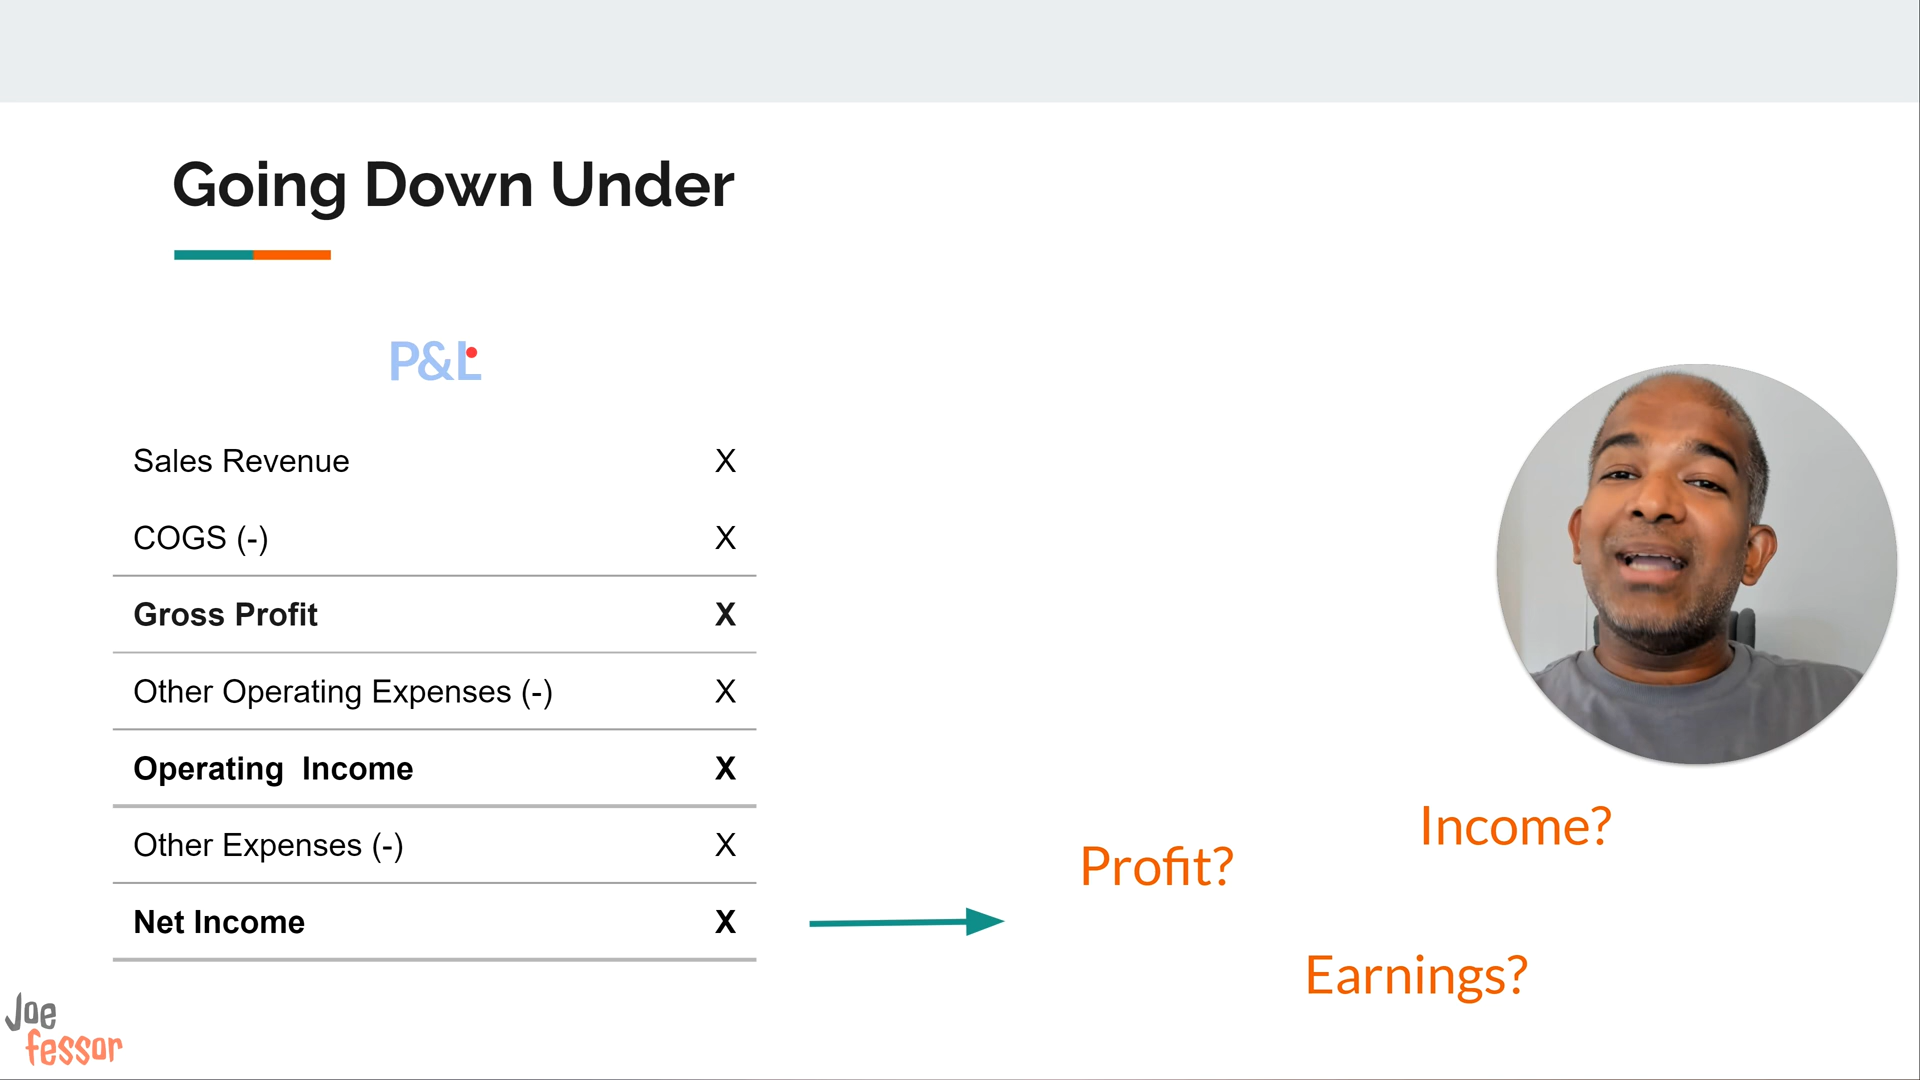 Going Down Under
P&L
Sales Revenue X
COGS (-) X
Gross Profit X
Other Operating Expenses (-) X
Operating Income X
Other Expenses (-) X
Net Income X
Profit?
Income?
Earnings?
Joe
fessor